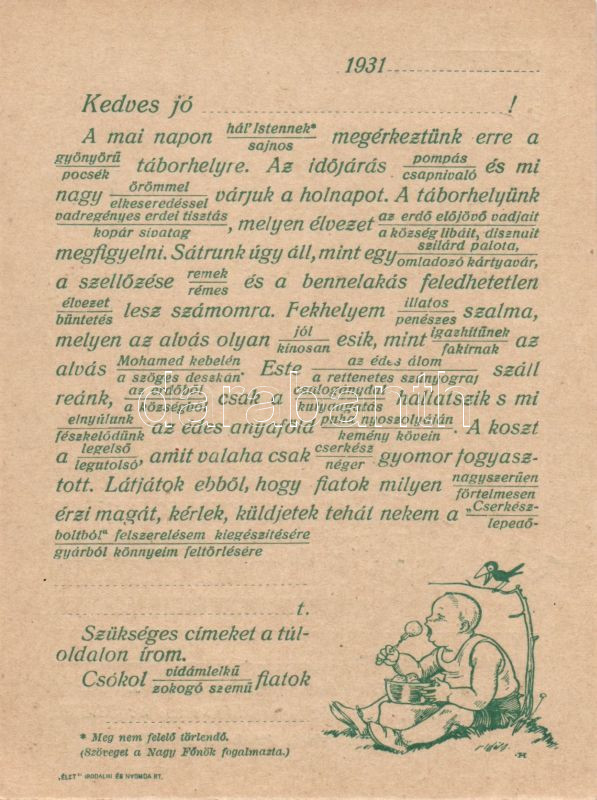 1931
Kedves jó !
A mai napon hál' Istennek* megérkeztünk erre a
sajnos
gyönyörű táborhelyre. Az időjárás pompás és mi
pocsék csapnivaló
nagy örömmel várjuk a holnapot. A táborhelyünk
elkeseredéssel
vadregényes erdei tisztás, melyen élvezet az erdő előjövő vadjait
kopár sivatag a község libáit, disznait
megfigyelni. Sátrunk úgy áll, mint egy szilárd palota,
omladozó kártyavár,
a szellőzése remek és a bennelakás feledhetetlen
rémes
élvezet lesz számomra. Fekhelyem illatos szalma,
büntetés penészes
melyen az alvás olyan jól esik, mint igazhitűnek az
kínosan fakírnak
alvás Mohamed kebelén Este az édes álom száll
a szöges deszkán. a rettenetes szúnyograj
reánk, az erdőből csak a csalogánydal hallatszik s mi
a községből kutyaugatás
elnyúlunk az édes anyaföld puha nyoszolyáján. A koszt
fészkelődünk kemény kövein
a legelső, amit valaha csak cserkész gyomor fogyasz-
legutolsó néger
tott. Látjátok ebből, hogy fiatok milyen nagyszerűen
förtelmesen
érzi magát, kérlek, küldjetek tehát nekem a „Cserkész-
lepedő-
boltból" felszerelésem kiegészítésére
gyárból könnyeim feltörlésére
t.
Szükséges címeket a túl-
oldalon írom.
Csókol vidámlelkű fiatok
zokogó szemű
* Meg nem felelő törlendő.
(Szöveget a Nagy Főnök fogalmazta.)
„ÉLET" IRODALMI ÉS NYOMDA RT.
darabanth